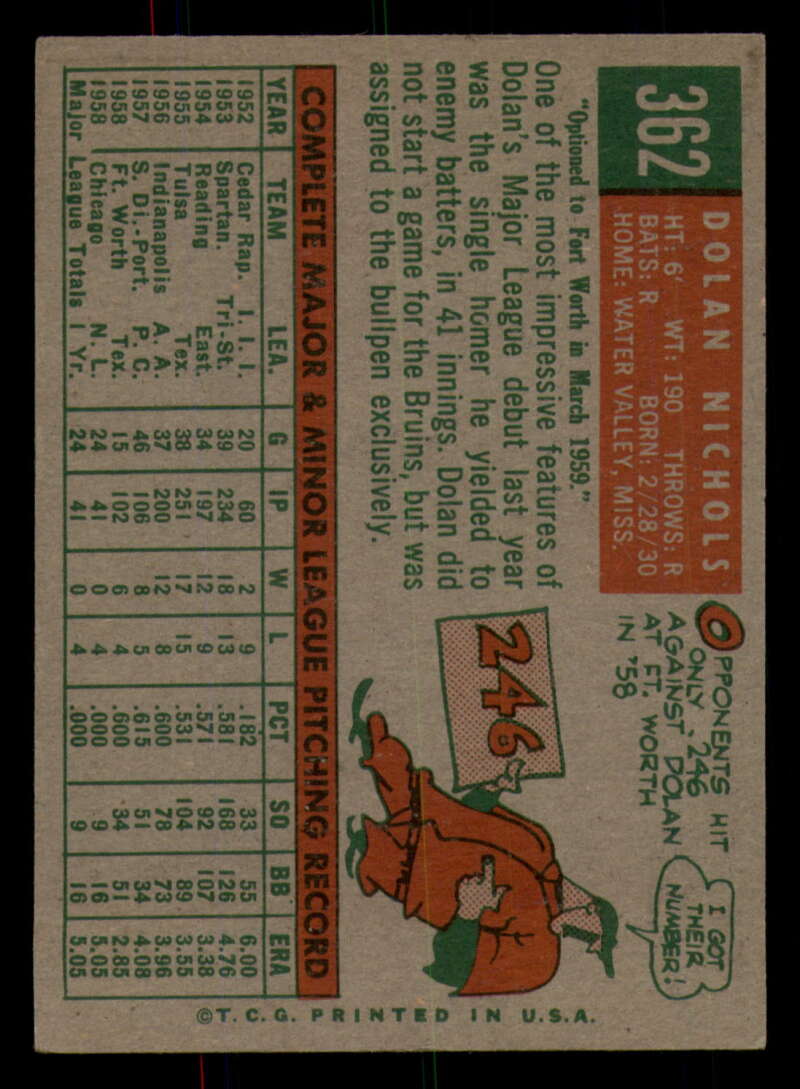 362
DOLAN NICHOLS
HT: 6' WT: 190 THROWS: R
BATS: R BORN: 2/28/30
HOME: WATER VALLEY, MISS.
"Optioned to Fort Worth in March 1959."
One of the most impressive features of
Dolan's Major League debut last year
was the single homer he yielded to
enemy batters, in 41 innings. Dolan did
not start a game for the Bruins, but was
assigned to the bullpen exclusively.
OPPONENTS HIT
ONLY .246
AGAINST DOLAN
AT FT. WORTH
IN '58
I GOT
THEIR
NUMBER!
246
COMPLETE MAJOR & MINOR LEAGUE PITCHING RECORD
YEAR TEAM LEA. G IP W L PCT SO BB ERA
1952 Cedar Rap. I. I. I. 20 60 2 9 .182 33 55 6.00
1953 Spartan. Tri-St. 39 234 18 13 .581 168 126 4.76
1954 Reading East. 34 197 12 9 .571 92 107 3.38
1955 Tulsa Tex. 38 251 17 15 .531 104 89 3.55
1956 Indianapolis A. A. 37 200 12 8 .600 78 73 3.96
1957 S. Di.-Port. P. C. 46 106 8 5 .615 51 34 4.08
1958 Ft. Worth Tex. 15 102 6 4 .600 34 51 2.85
1958 Chicago N. L. 24 41 0 4 .000 9 16 5.05
Major League Totals 1 Yr. 24 41 0 4 .000 9 16 5.05
©T.C.G. PRINTED IN U.S.A.